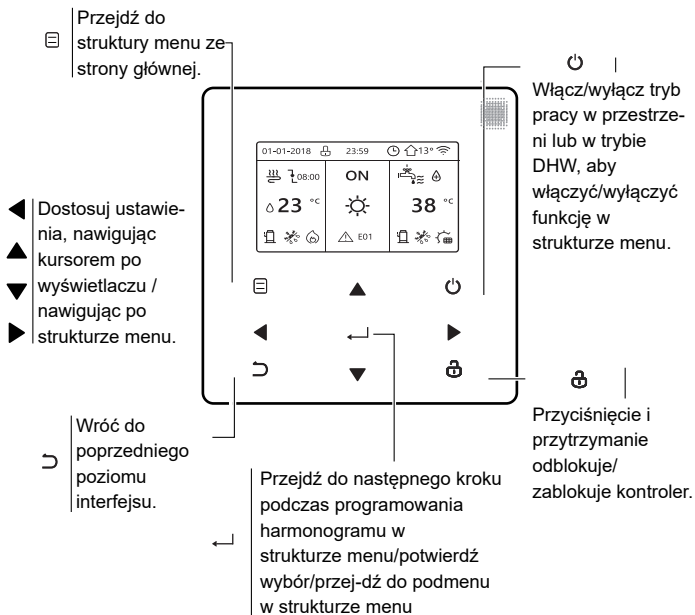 Przejdź do
struktury menu ze
strony głównej.
Włącz/wyłącz tryb
pracy w przestrze-
ni lub w trybie
DHW, aby
włączyć/wyłączyć
funkcję w
strukturze menu.
01-01-2018 23:59 13°
08:00 ON
23 °C 38 °C
E01
Dostosuj ustawie-
nia, nawigując
kursorem po
wyświetlaczu /
nawigując po
strukturze menu.
Wróć do
poprzedniego
poziomu
interfejsu.
Przejdź do następnego kroku
podczas programowania
harmonogramu w
strukturze menu/potwierdź
wybór/przej-dź do podmenu
w strukturze menu
Przyciśnięcie i
przytrzymanie
odblokuje/
zablokuje kontroler.